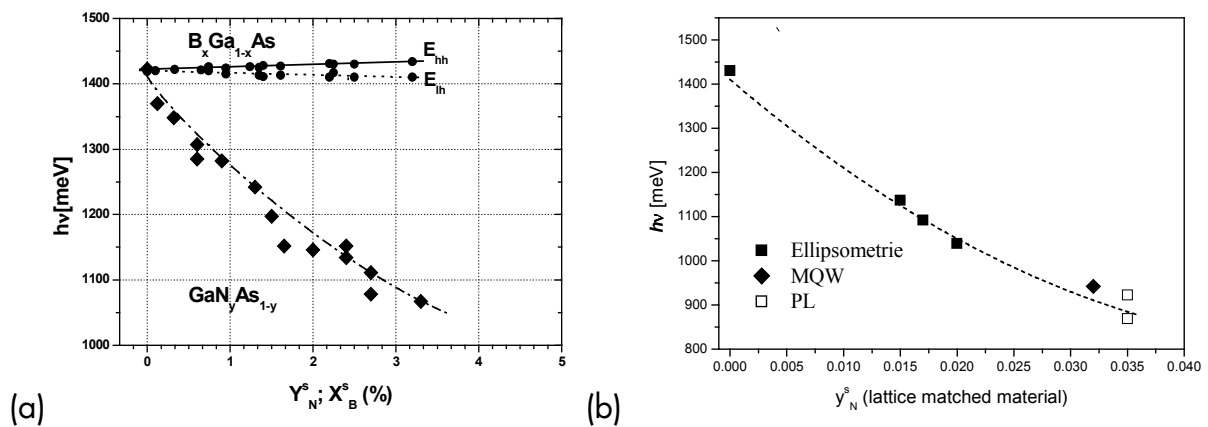 1500
1400
1300
1200
1100
1000
hν[meV]
BxGa1-xAs
Ehh
Elh
GaNyAs1-y
0 1 2 3 4 5
YsN; XsB (%)
(a)
1500
1400
1300
1200
1100
1000
900
800
hν [meV]
Ellipsometrie
MQW
PL
0.000 0.005 0.010 0.015 0.020 0.025 0.030 0.035 0.040
ysN (lattice matched material)
(b)